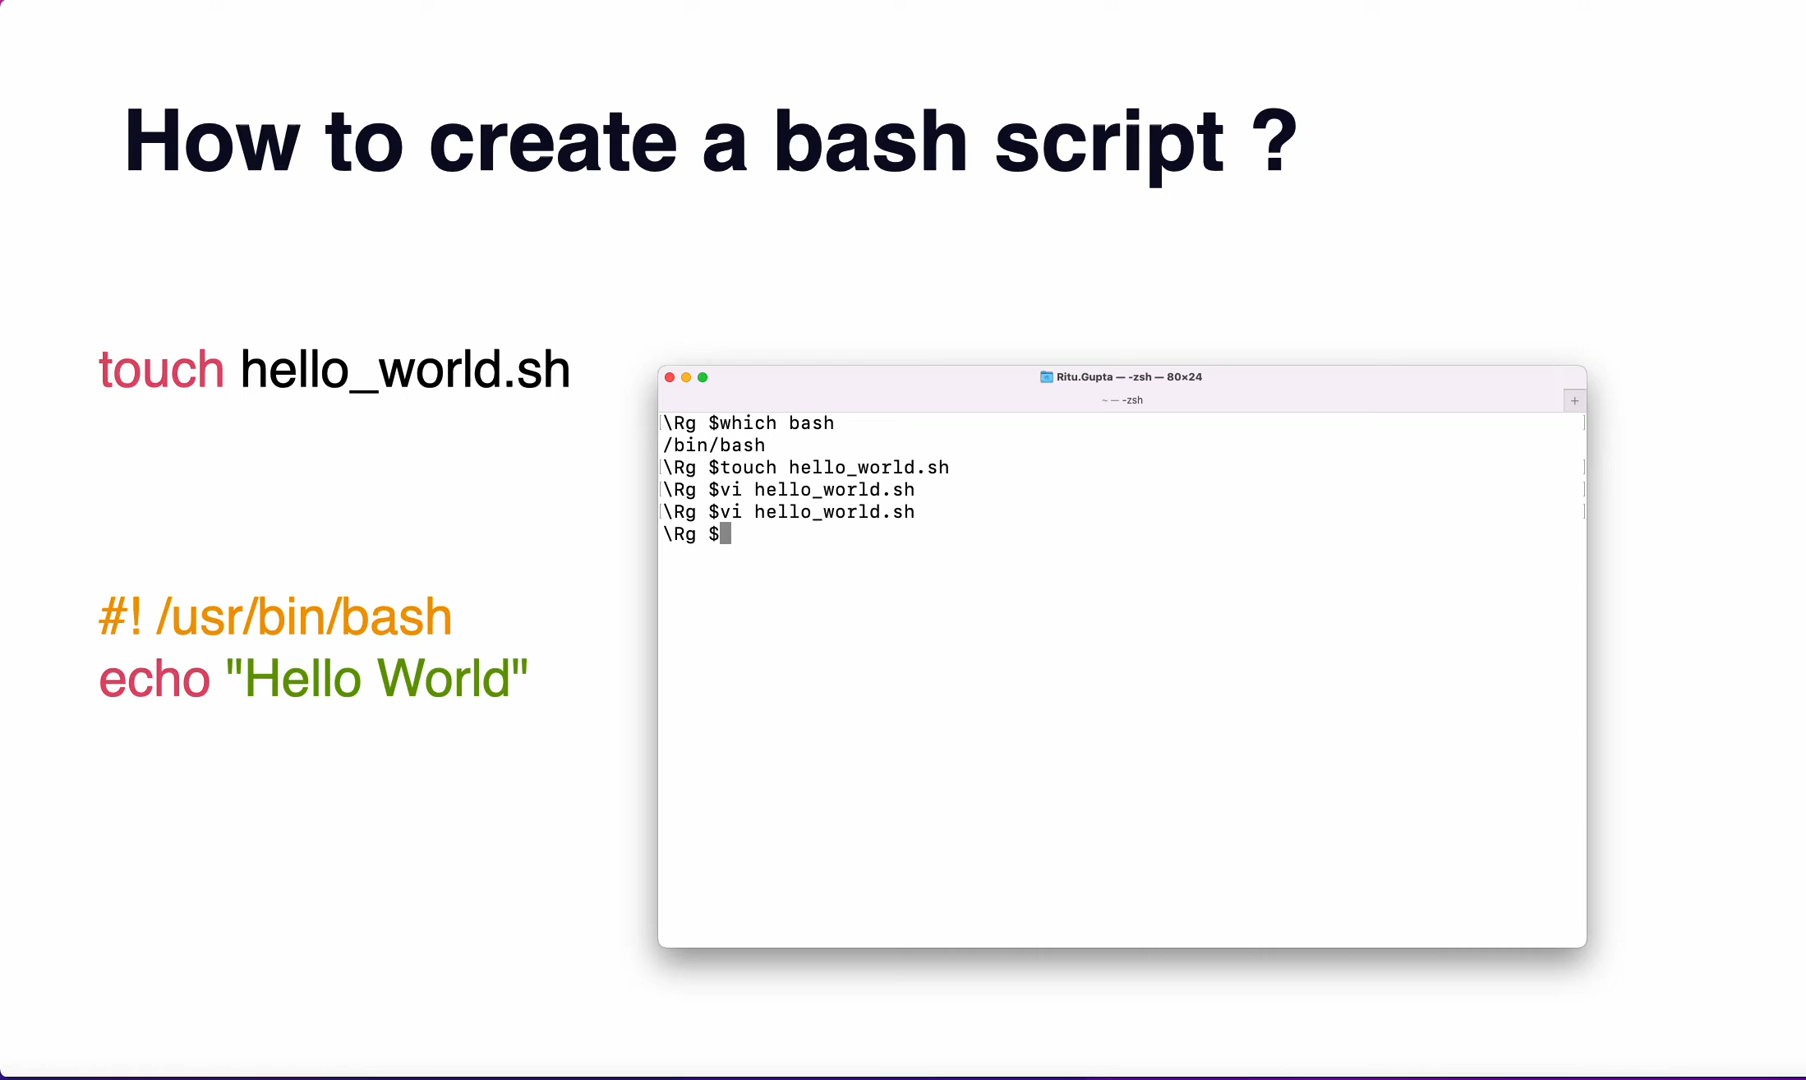 How to create a bash script ?
touch hello_world.sh
#! /usr/bin/bash
echo "Hello World"
Ritu.Gupta — -zsh — 80×24
~ — -zsh
+
[\Rg $which bash ]
/bin/bash
[\Rg $touch hello_world.sh ]
[\Rg $vi hello_world.sh
[\Rg $vi hello_world.sh ]
\Rg $